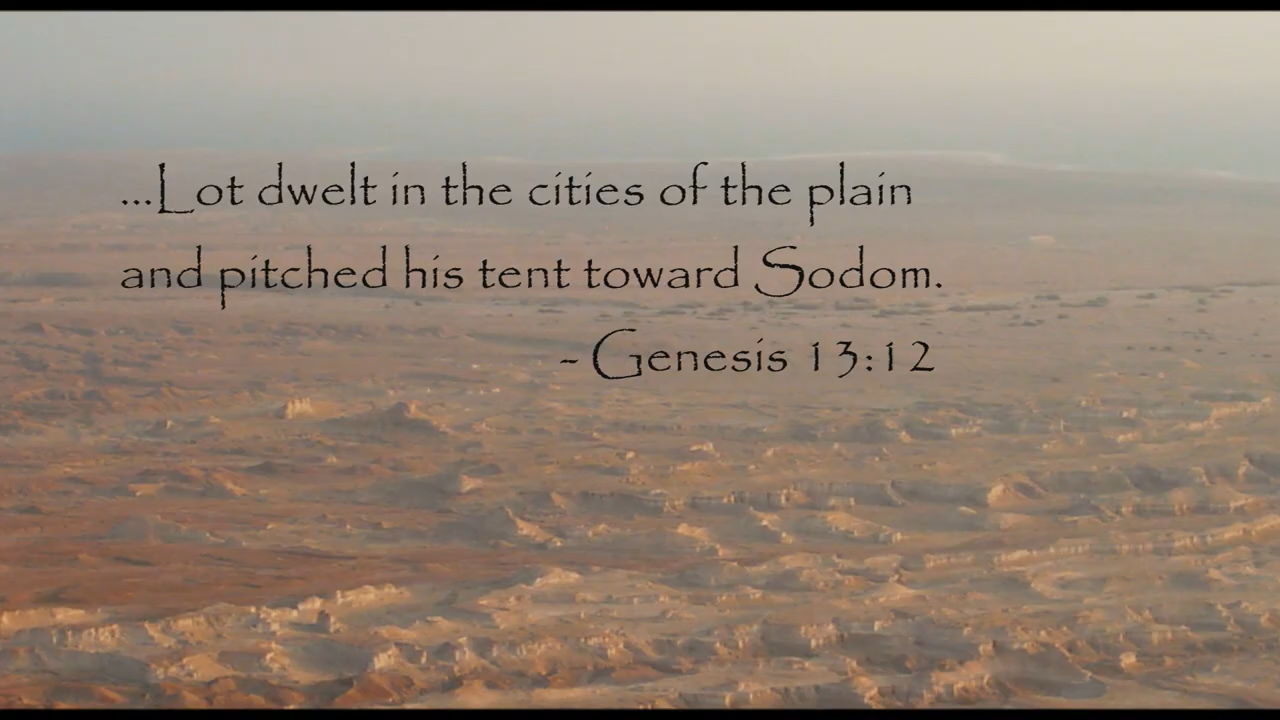 ...Lot dwelt in the cities of the plain
and pitched his tent toward Sodom.
- Genesis 13:12